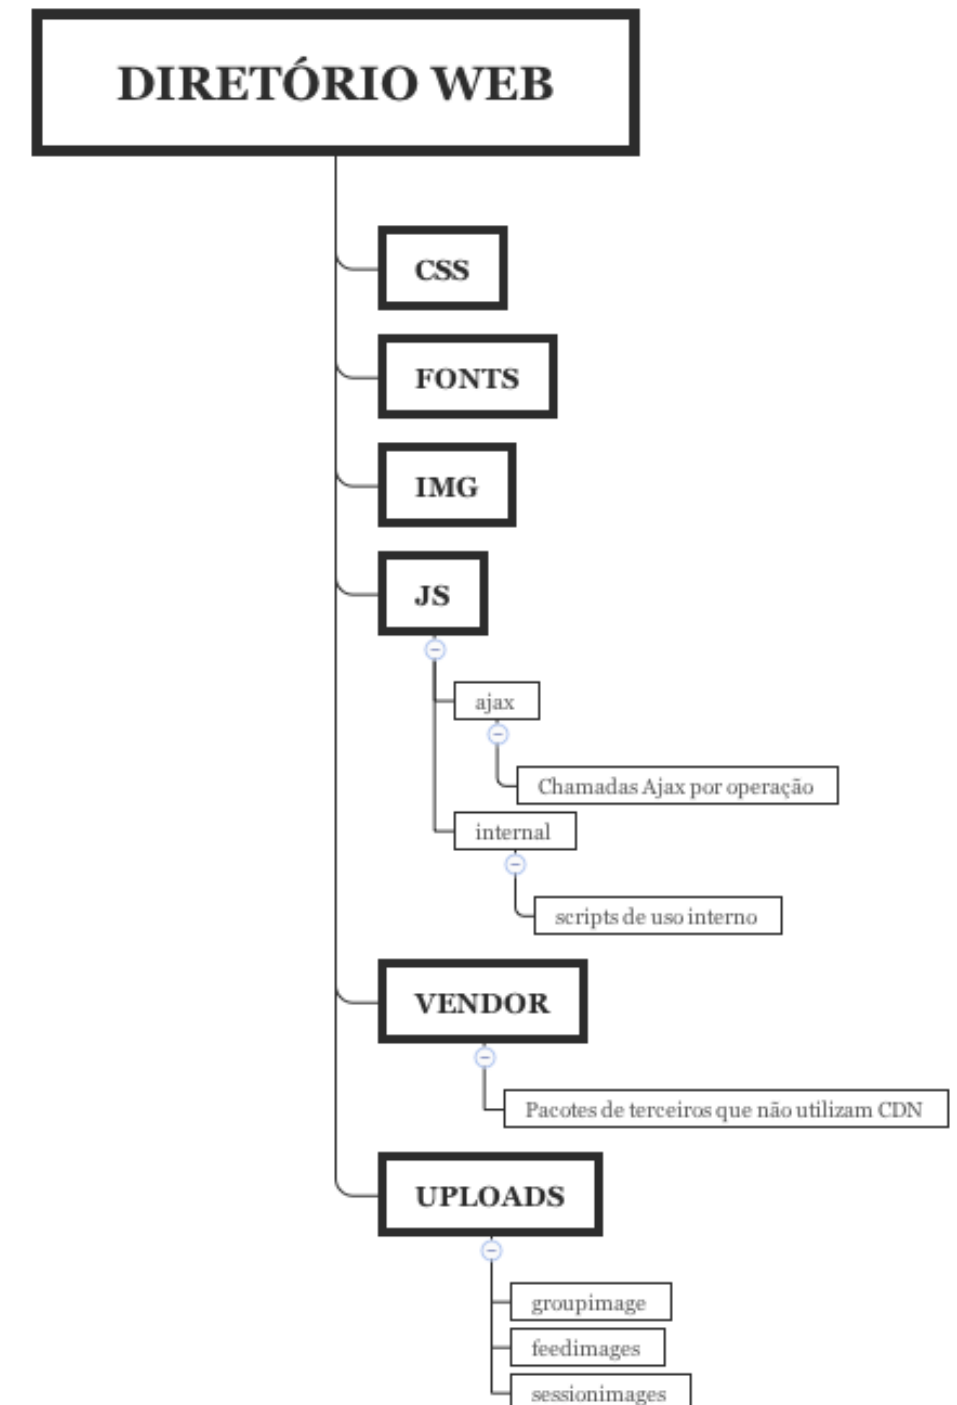 DIRETÓRIO WEB
CSS
FONTS
IMG
JS
ajax
Chamadas Ajax por operação
internal
scripts de uso interno
VENDOR
Pacotes de terceiros que não utilizam CDN
UPLOADS
groupimage
feedimages
sessionimages